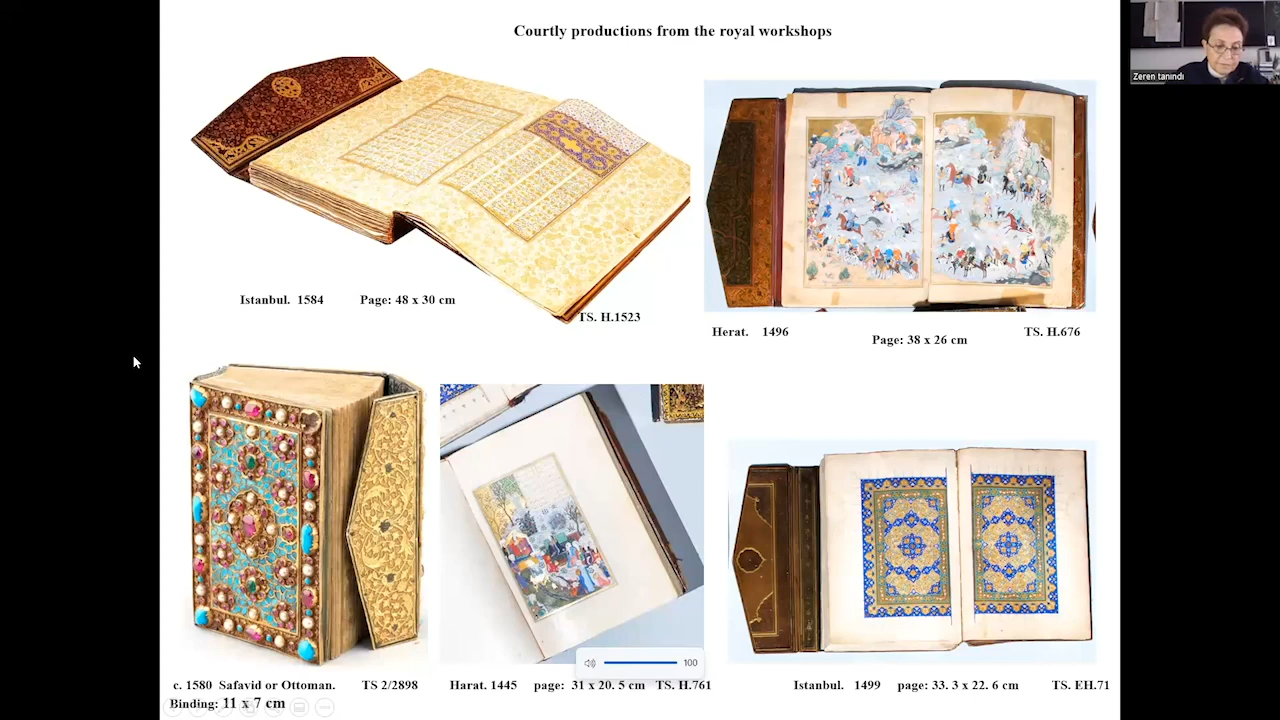 Courtly productions from the royal workshops
Zeren tanındı
Istanbul. 1584 Page: 48 x 30 cm
TS. H.1523
Herat. 1496
Page: 38 x 26 cm
TS. H.676
c. 1580 Safavid or Ottoman. TS 2/2898
Binding: 11 x 7 cm
100
Harat. 1445 page: 31 x 20. 5 cm TS. H.761
Istanbul. 1499 page: 33. 3 x 22. 6 cm TS. EH.71